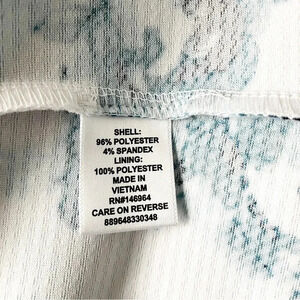 SHELL:
96% POLYESTER
4% SPANDEX
LINING:
100% POLYESTER
MADE IN
VIETNAM
RN#146964
CARE ON REVERSE
889648330348